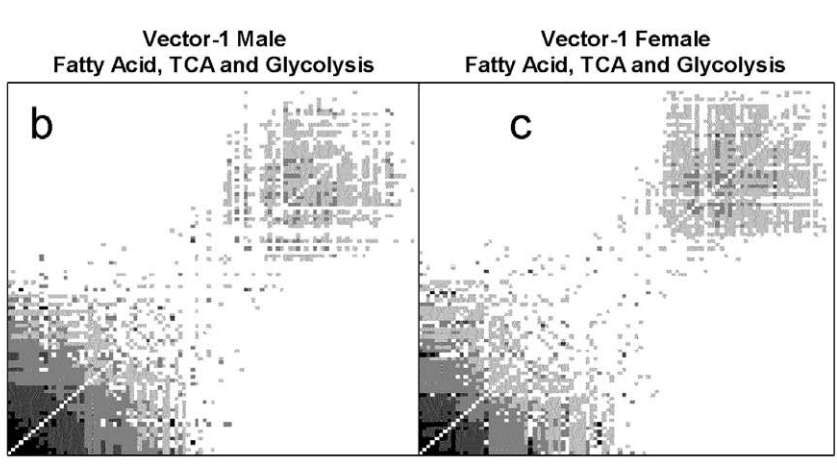 Vector-1 Male
Fatty Acid, TCA and Glycolysis
Vector-1 Female
Fatty Acid, TCA and Glycolysis
b
c